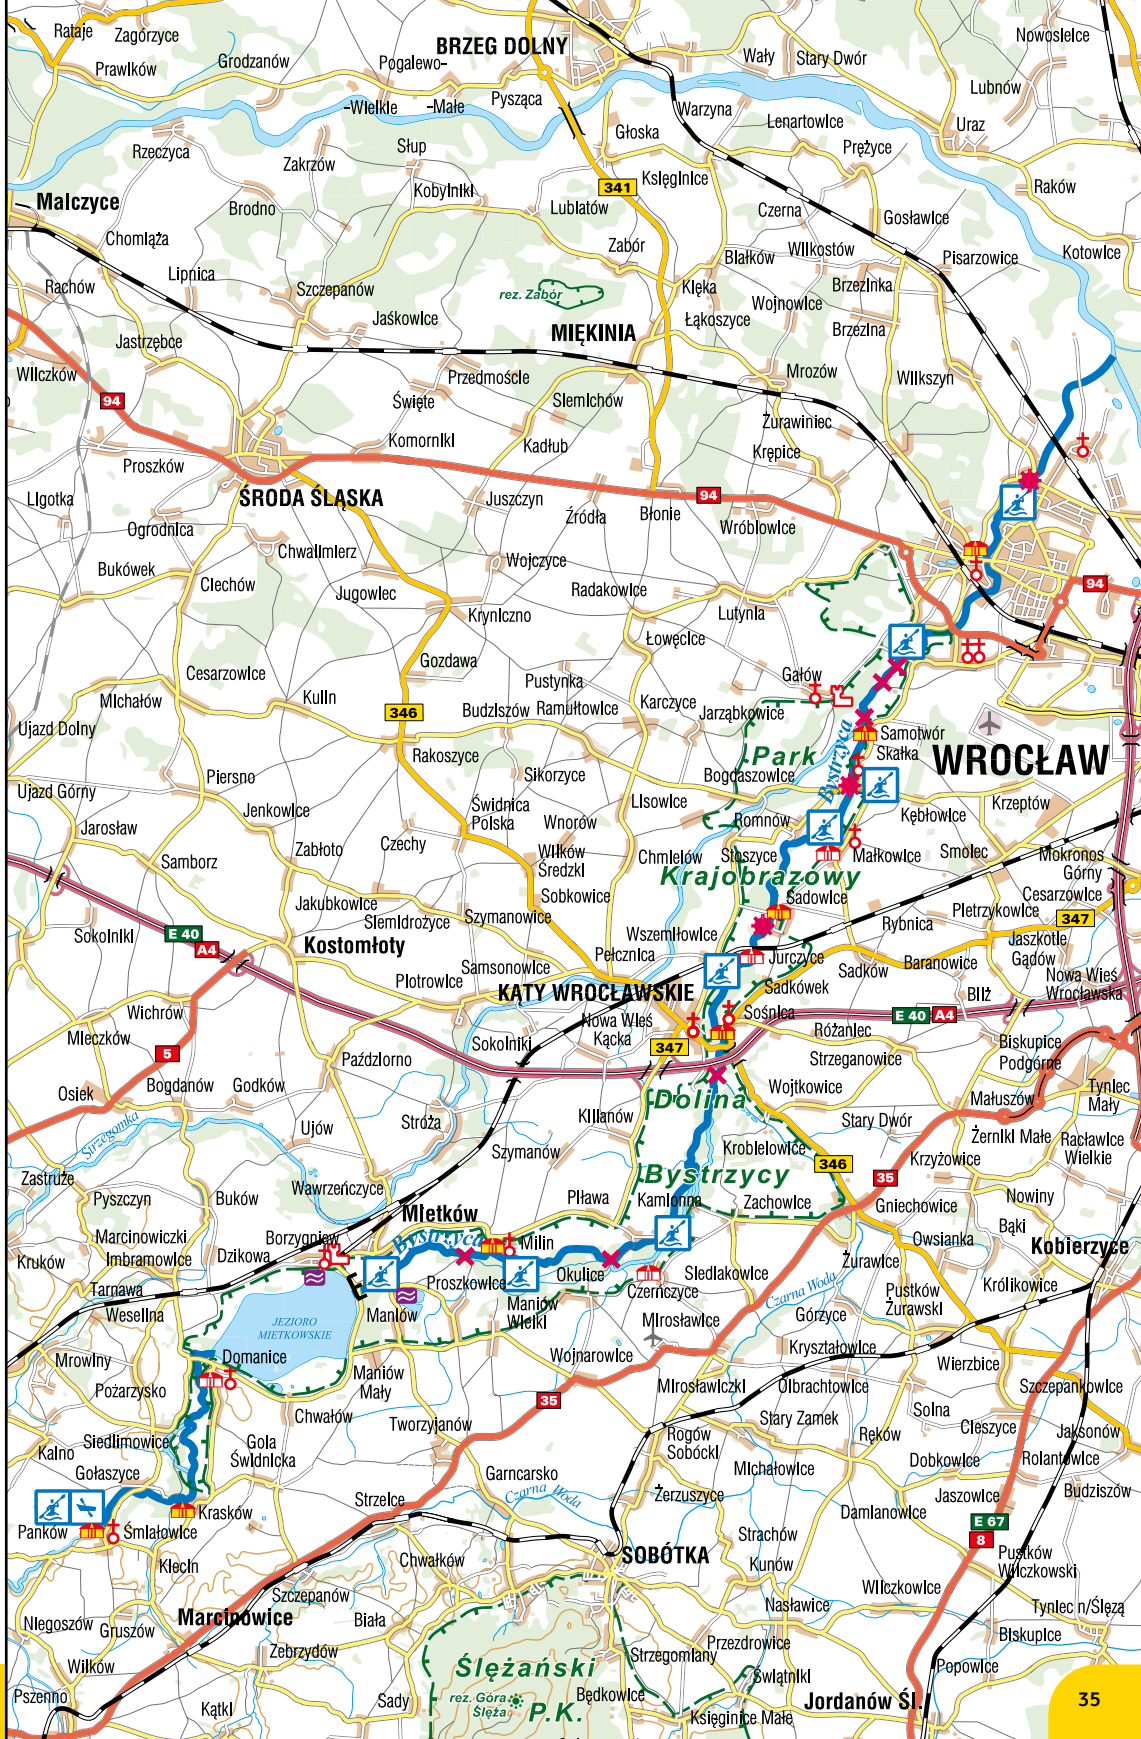 Rataje
Zagórzyce
Prawików
Grodzanów
Pogalewo-
BRZEG DOLNY
-Wielkie
-Małe
Pysząca
Wały
Stary Dwór
Nowosielce
Lubnów
Uraz
Warzyna
Lenartowice
Głoska
Prężyce
Rzeczyca
Zakrzów
Słup
Kobylniki
341
Księginice
Raków
Malczyce
Brodno
Lubiatów
Czerna
Gosławice
Chomiąża
Zabór
Białków
Wilkostów
Pisarzowice
Kotowice
Rachów
Lipnica
Szczepanów
rez. Zabór
Klęka
Brzezinka
Wojnowice
Jaśkowice
Łąkoszyce
Brzezina
Jastrzębce
MIĘKINIA
Wilczków
Przedmoście
Mrozów
Wilkszyn
94
Święte
Siemichów
Żurawiniec
Komorniki
Kadłub
Krępice
Proszków
Ligotka
ŚRODA ŚLĄSKA
Juszczyn
94
Źródła
Błonie
Wróblowice
Ogrodnica
Chwalimierz
Wojczyce
Bukówek
Ciechów
Jugowiec
Radakowice
94
Kryniczno
Lutynia
Łowęcice
Cesarzowice
Gozdawa
Gałów
Michałów
Kulin
Pustynka
Karczyce
346
Budziszów
Ramułtowice
Jarząbkowice
Ujazd Dolny
Samotwór
Skałka
Rakoszyce
Park
Bystrzyca
WROCŁAW
Piersno
Sikorzyce
Bogdaszowice
Ujazd Górny
Jenkowice
Świdnica
Polska
Lisowice
Krzeptów
Jarosław
Wnorów
Romnów
Kębłowice
Zabłoto
Czechy
Samborz
Wilków
Średzki
Chmielów
Stoszyce
Małkowice
Smolec
Mokronos
Górny
Krajobrazowy
Sobkowice
Cesarzowice
Jakubkowice
Sadowice
Siemidrożyce
Szymanowice
Pietrzykowice
347
Sokolniki
E 40
A4
Kostomłoty
Wszemiłowice
Rybnica
Jaszkotle
Gądów
Pełcznica
Jurczyce
Sadków
Baranowice
Piotrowice
Samsonowice
Nowa Wieś
Wrocławska
KATY WROCŁAWSKIE
Sadkówek
Bliż
Wichrów
Nowa Wieś
Kącka
Sośnica
E 40
A4
Mieczków
Sokolniki
347
Różaniec
Biskupice
Podgórne
5
Paździorno
Strzeganowice
Osiek
Bogdanów
Godków
Wojtkowice
Tyniec
Mały
Dolina
Małuszów
Strzegomka
Stróża
Kilianów
Stary Dwór
Ujów
Żerniki Małe
Racławice
Wielkie
Szymanów
Krobielowice
346
Krzyżowice
Zastruże
Bystrzycy
35
Pyszczyn
Buków
Wawrzeńczyce
Piława
Kamionna
Zachowice
Gniechowice
Nowiny
Marcinowiczki
Imbramowice
Borzygniew
Mietków
Bąki
Kruków
Dzikowa
Bystrzyca
Milin
Owsianka
Kobierzyce
Tarnawa
Proszkowice
Okulice
Siedlakowice
Żurawice
Czerńczyce
Czarna Woda
Pustków
Żurawski
Królikowice
Weselina
Maniów
Maniów
Wielki
Mirosławice
Górzyce
JEZIORO
MIETKOWSKIE
Kryształowice
Mrowiny
Domanice
Wojnarowice
Wierzbice
Maniów
Mały
Pożarzysko
Mirosławiczki
Olbrachtowice
Szczepankowice
35
Chwałów
Tworzyjanów
Stary Zamek
Solna
Siedlimowice
Rogów
Sobócki
Ręków
Cieszyce
Jaksonów
Kalno
Gola
Świdnicka
Rolantowice
Gołaszyce
Garncarsko
Michałowice
Dobkowice
Krasków
Strzelce
Czarna Woda
Żerzuszyce
Jaszowice
Budziszów
Panków
Śmiałowice
Strachów
Damianowice
E 67
8
Klecin
Chwałków
SOBÓTKA
Kunów
Pustków
Wilczkowski
Szczepanów
Wilczkowice
Niegoszów
Gruszów
Marcinowice
Biała
Nasławice
Tyniec n/Ślęzą
Zebrzydów
Przezdrowice
Biskupice
Wilków
Ślężański
Strzegomiany
Świątniki
Popowice
Pszenno
Kątki
Sady
rez. Góra
Ślęża
P.K.
Będkowice
Jordanów Śl.
Księginice Małe
35